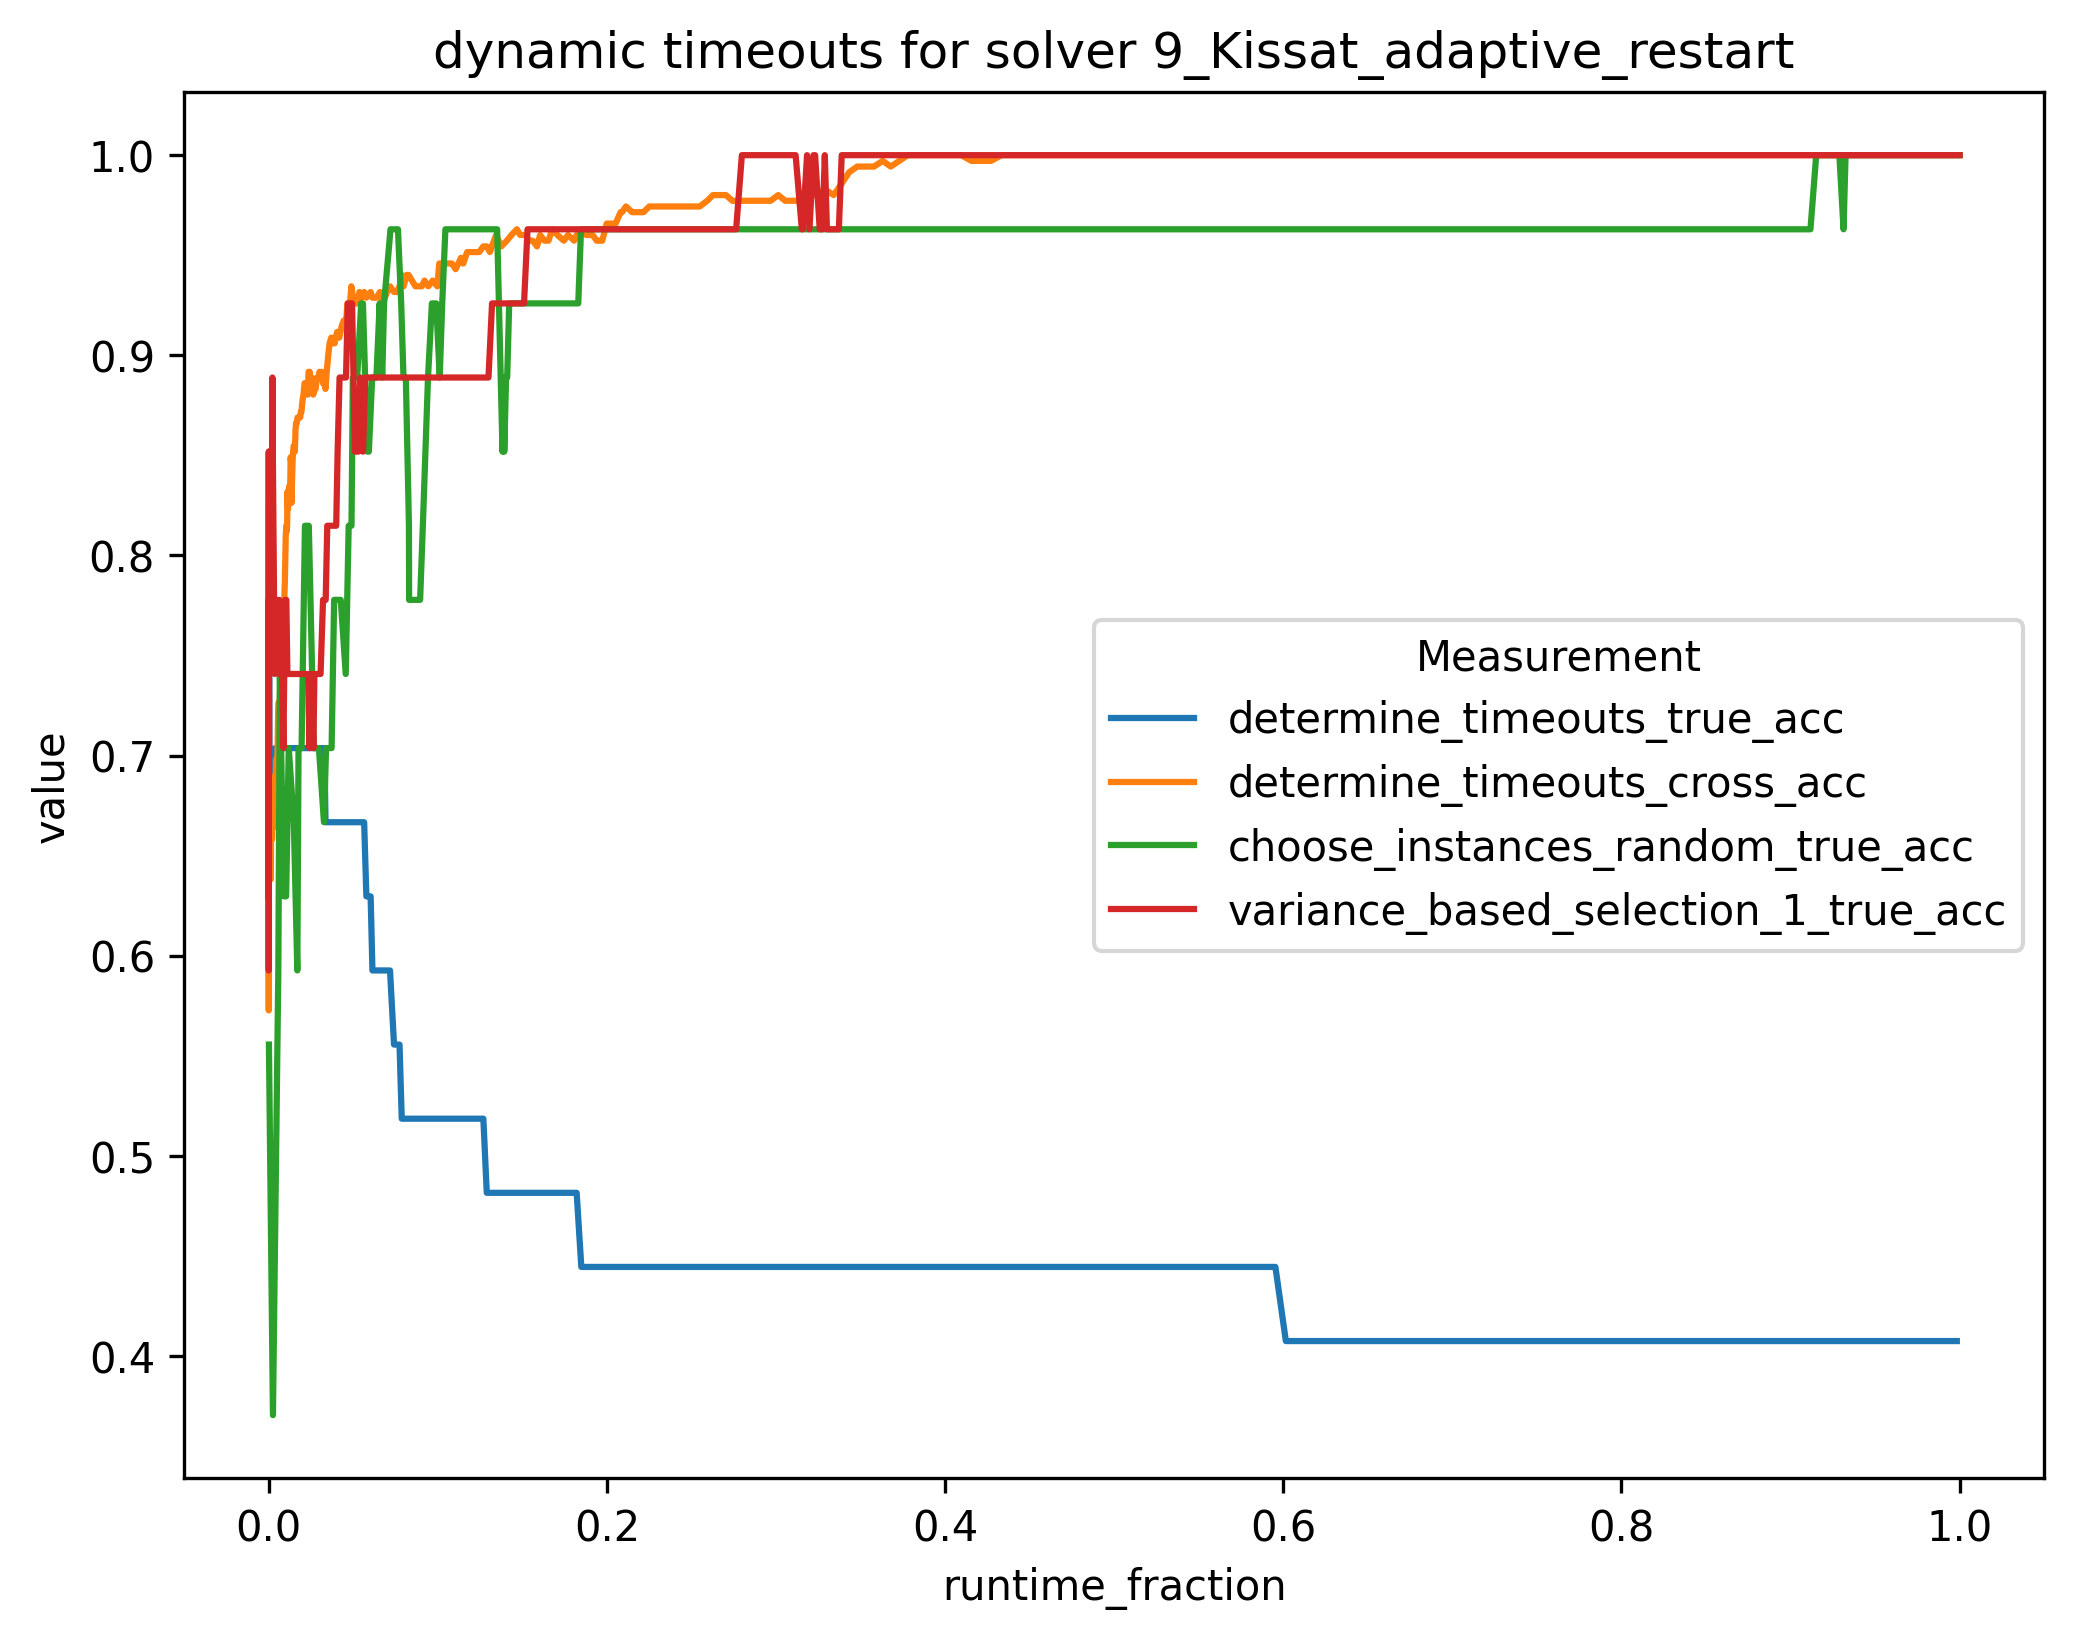 dynamic timeouts for solver 9_Kissat_adaptive_restart
value
1.0
0.9
0.8
0.7
0.6
0.5
0.4
Measurement
determine_timeouts_true_acc
determine_timeouts_cross_acc
choose_instances_random_true_acc
variance_based_selection_1_true_acc
0.0 0.2 0.4 0.6 0.8 1.0
runtime_fraction